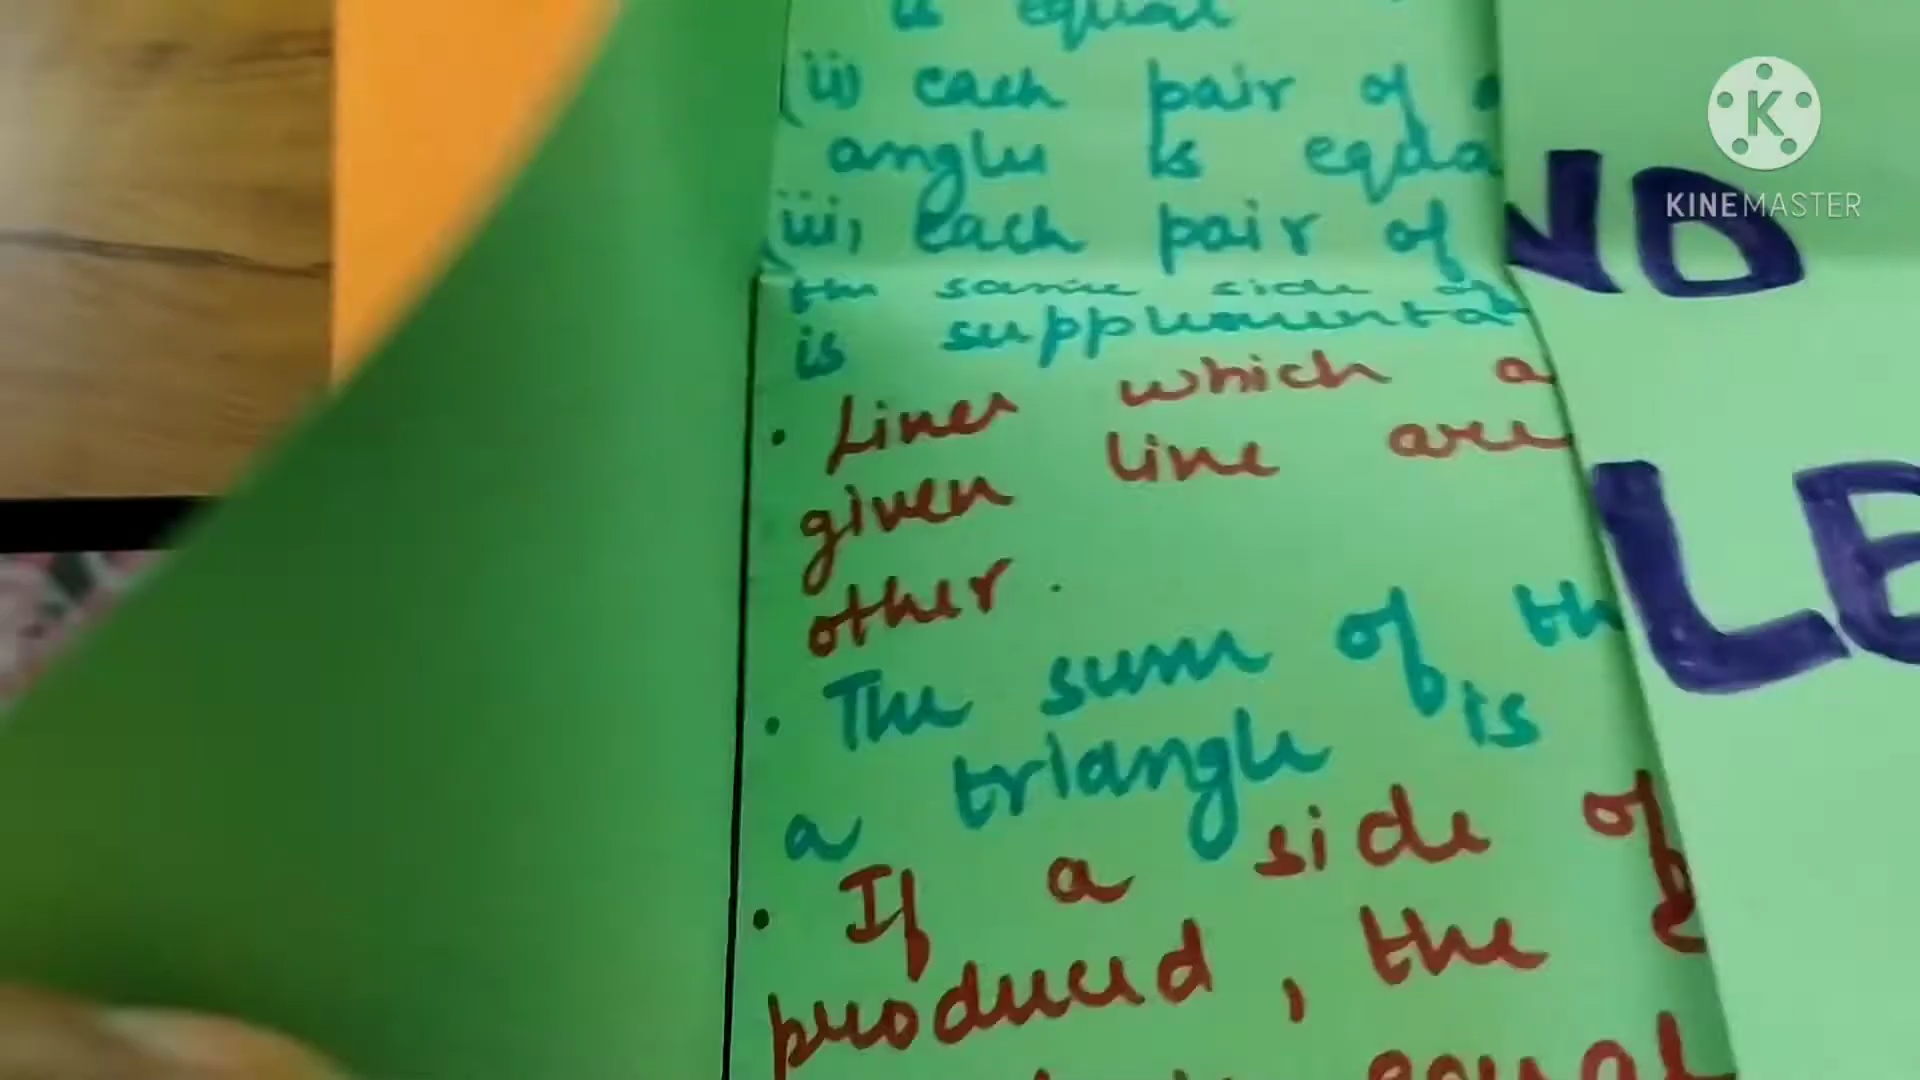 is equal
(ii) each pair of
angles is equa
(iii) each pair of
the same side of
is supplementa
• Lines which a
given line are
other.
• The sum of th
a triangle is
• If a side of
produced, the e
equal
ND
LE
K
KINEMASTER